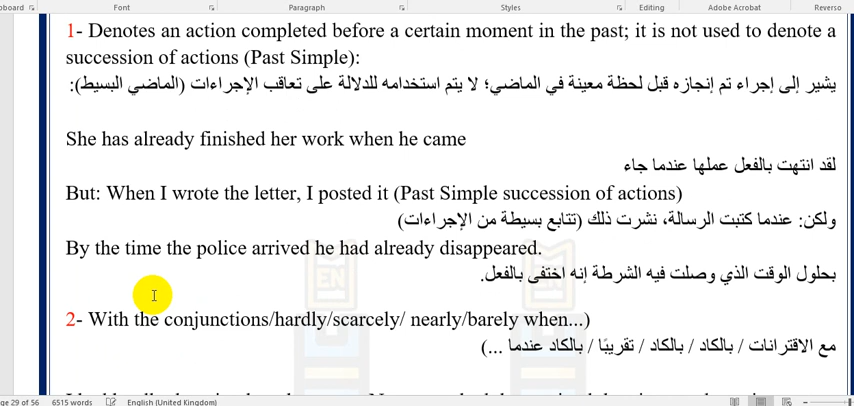 board
Font
Paragraph
Styles
Editing
Adobe Acrobat
Reverso
1- Denotes an action completed before a certain moment in the past; it is not used to denote a
succession of actions (Past Simple):
يشير إلى إجراء تم إنجازه قبل لحظة معينة في الماضي؛ لا يتم استخدامه للدلالة على تعاقب الإجراءات (الماضي البسيط):
She has already finished her work when he came
لقد انتهت بالفعل عملها عندما جاء
But: When I wrote the letter, I posted it (Past Simple succession of actions)
ولكن: عندما كتبت الرسالة، نشرت ذلك (تتابع بسيطة من الإجراءات)
By the time the police arrived he had already disappeared.
بحلول الوقت الذي وصلت فيه الشرطة إنه اختفى بالفعل.
EN
EN
2- With the conjunctions/hardly/scarcely/ nearly/barely when...)
مع الاقترانات / بالكاد / بالكاد / تقريبًا / بالكاد عندما ...)
ge 29 of 56 6515 words English (United Kingdom)